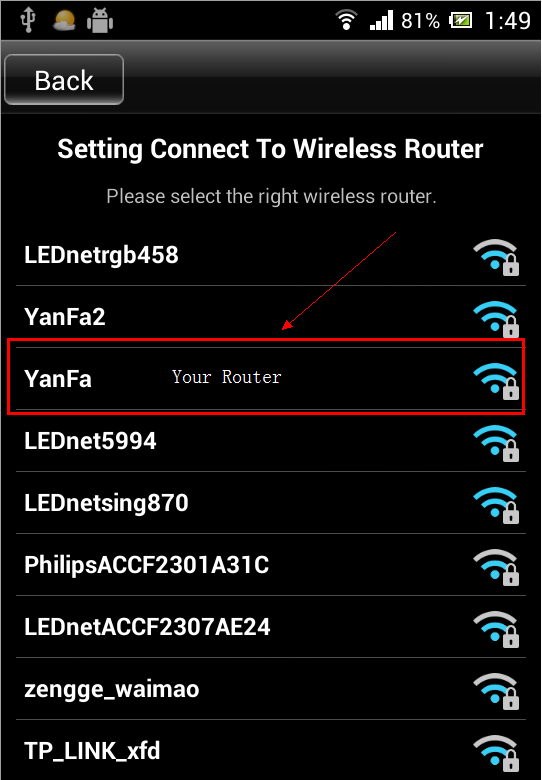 81% 1:49
Back
Setting Connect To Wireless Router
Please select the right wireless router.
LEDnetrgb458
YanFa2
YanFa Your Router
LEDnet5994
LEDnetsing870
PhilipsACCF2301A31C
LEDnetACCF2307AE24
zengge_waimao
TP_LINK_xfd